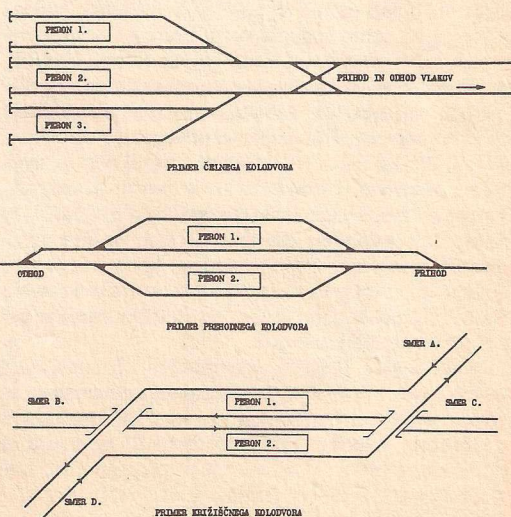 PERON 1.
PERON 2.
PRIHOD IN ODHOD VLAKOV
PERON 3.
PRIMER ČELNEGA KOLODVORA
PERON 1.
ODHOD
PERON 2.
PRIHOD
PRIMER PREHODNEGA KOLODVORA
SMER A.
SMER B.
PERON 1.
SMER C.
PERON 2.
SMER D.
PRIMER KRIŽIŠČNEGA KOLODVORA